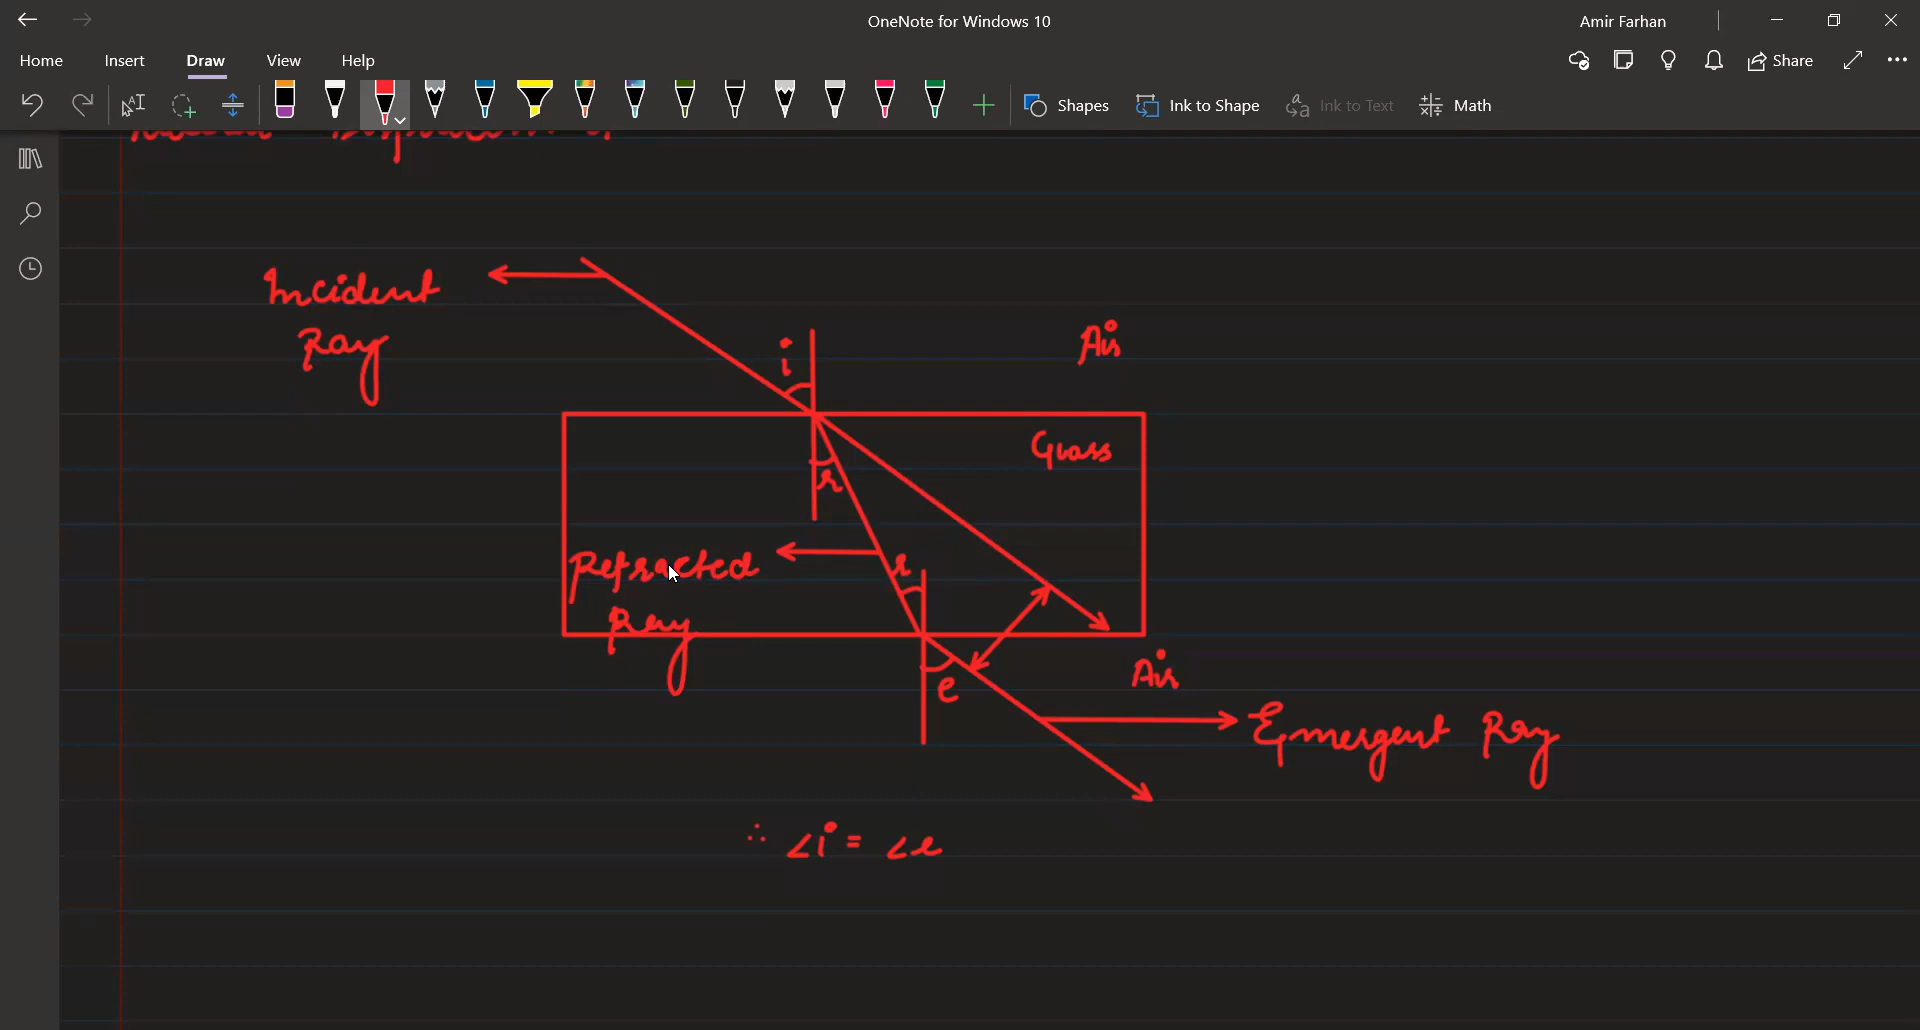 OneNote for Windows 10
Amir Farhan
Home Insert Draw View Help
Share
Shapes Ink to Shape Ink to Text Math
Incident
Ray
i
Air
Glass
r
Refracted
Ray
r
e
Air
Emergent Ray
∴ ∠i = ∠e